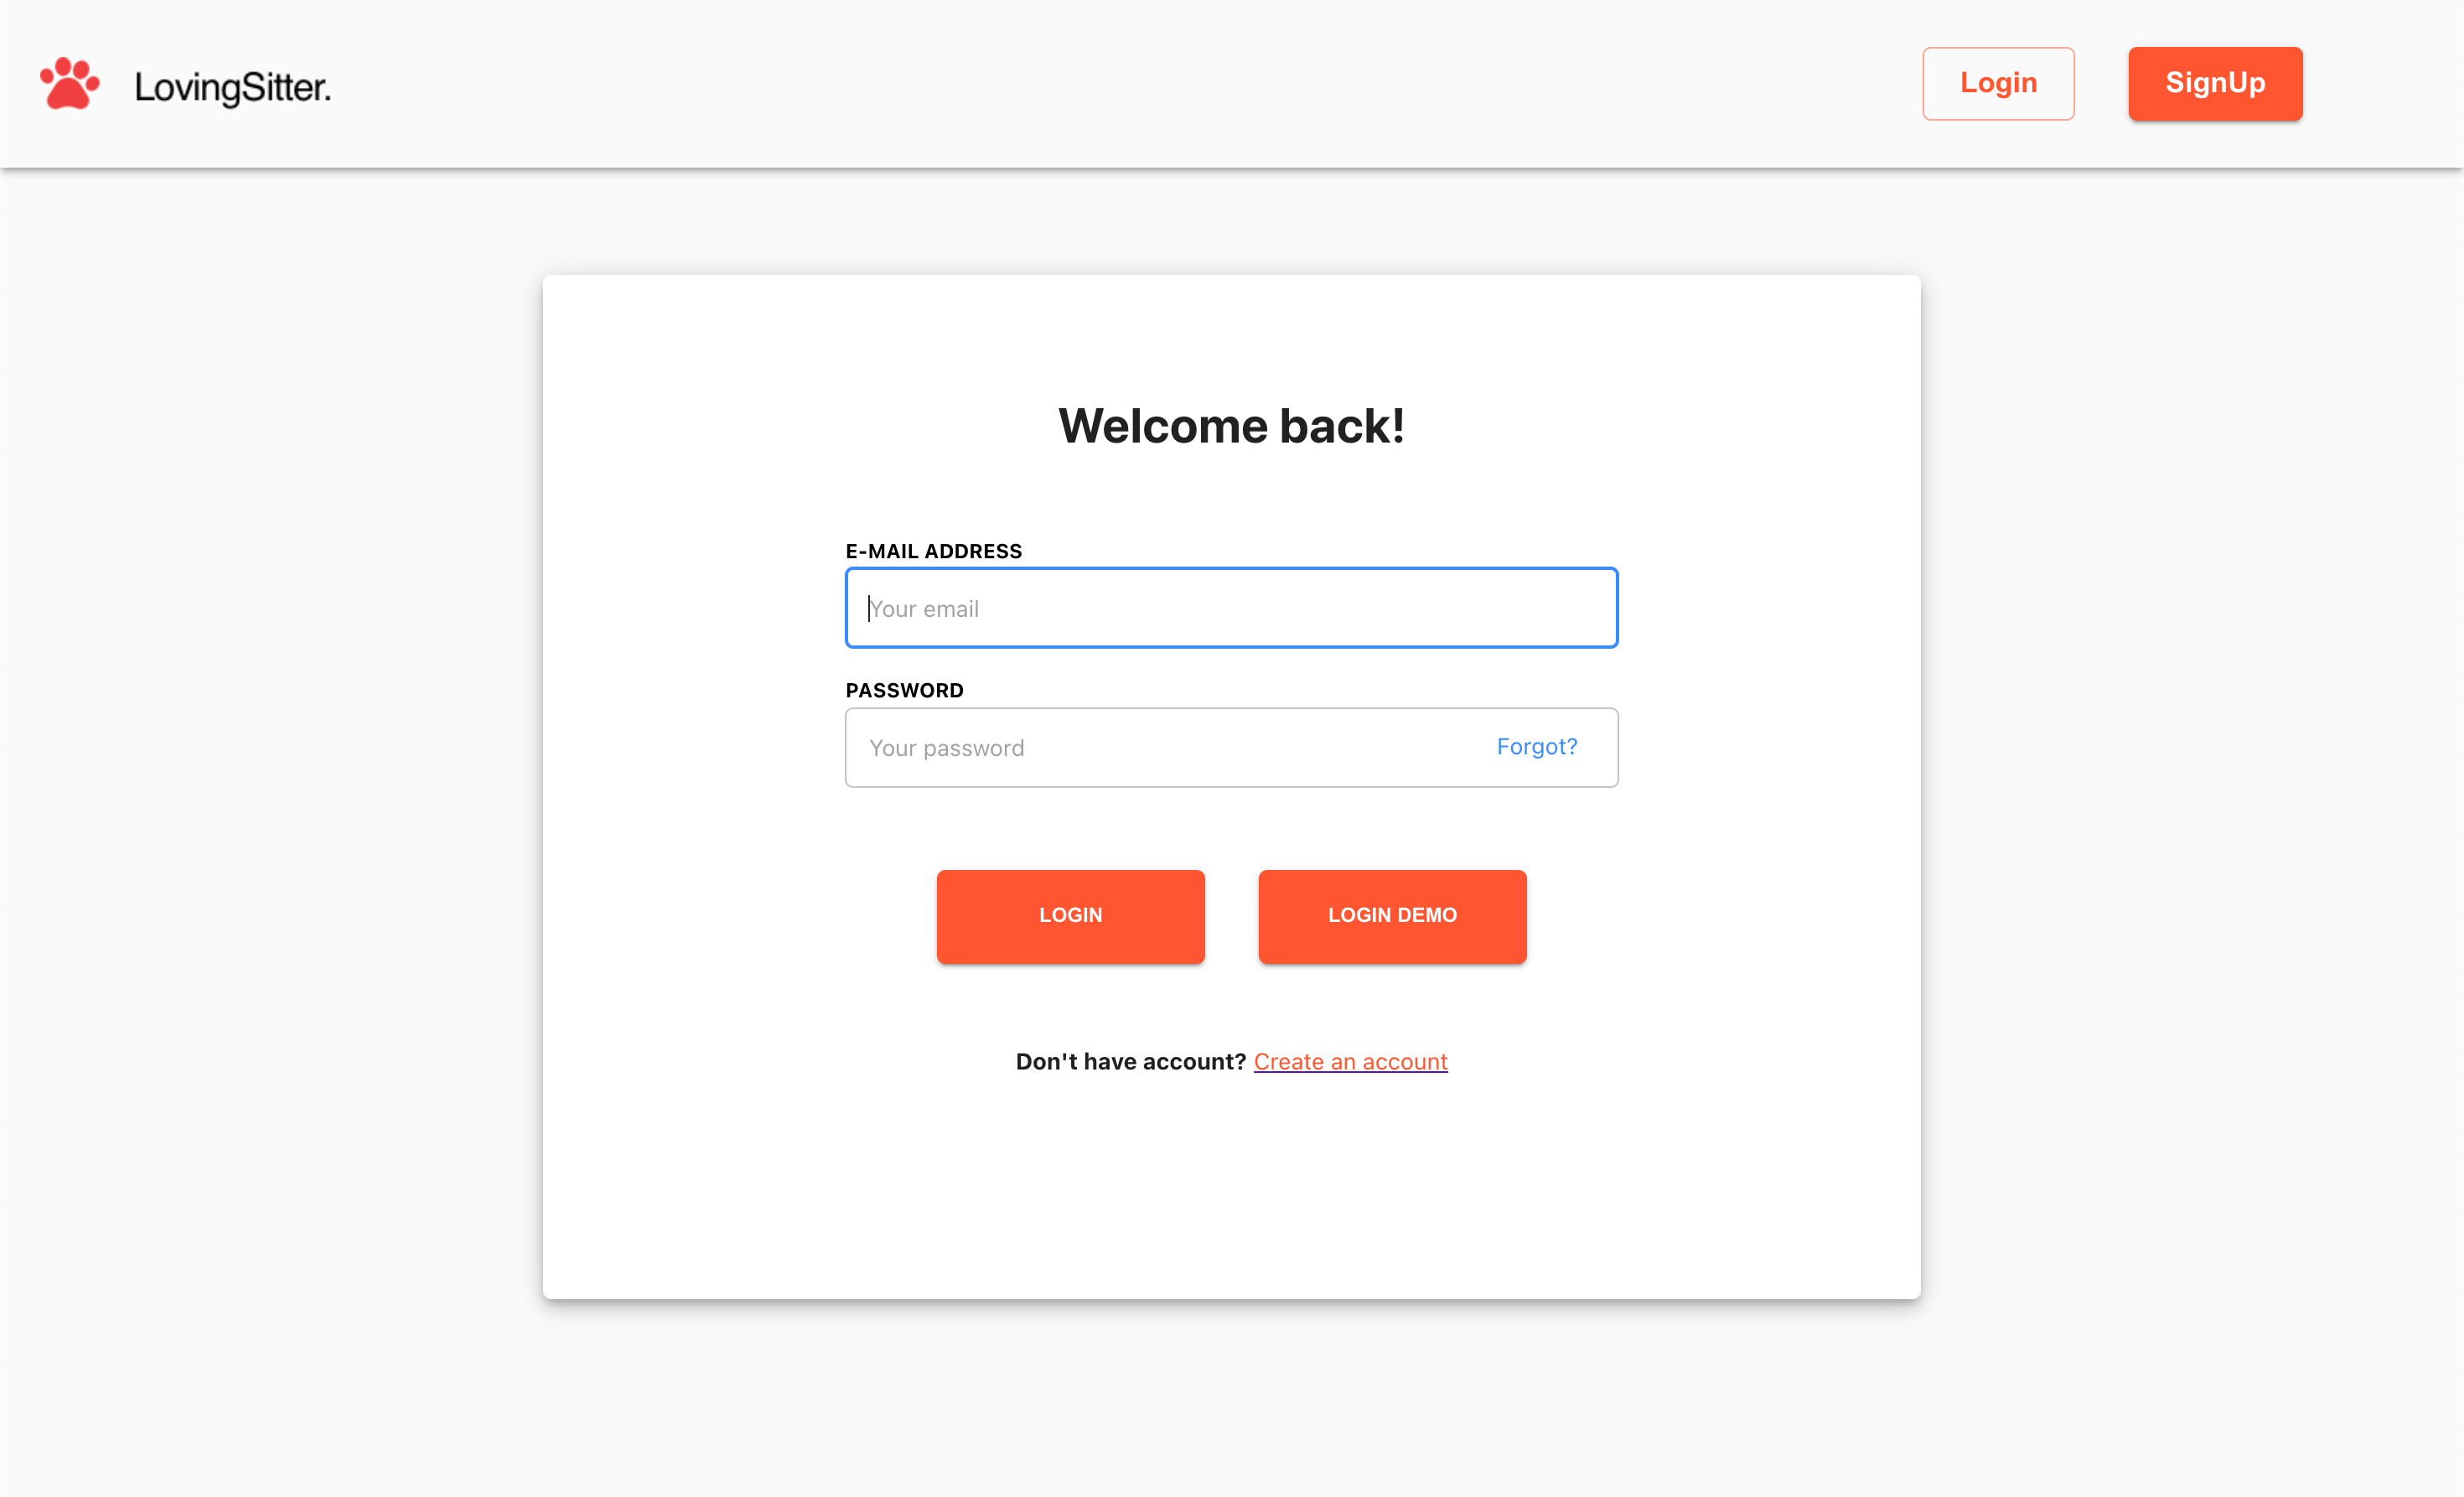 LovingSitter.
Login
SignUp
Welcome back!
E-MAIL ADDRESS
Your email
PASSWORD
Your password
Forgot?
LOGIN
LOGIN DEMO
Don't have account? Create an account